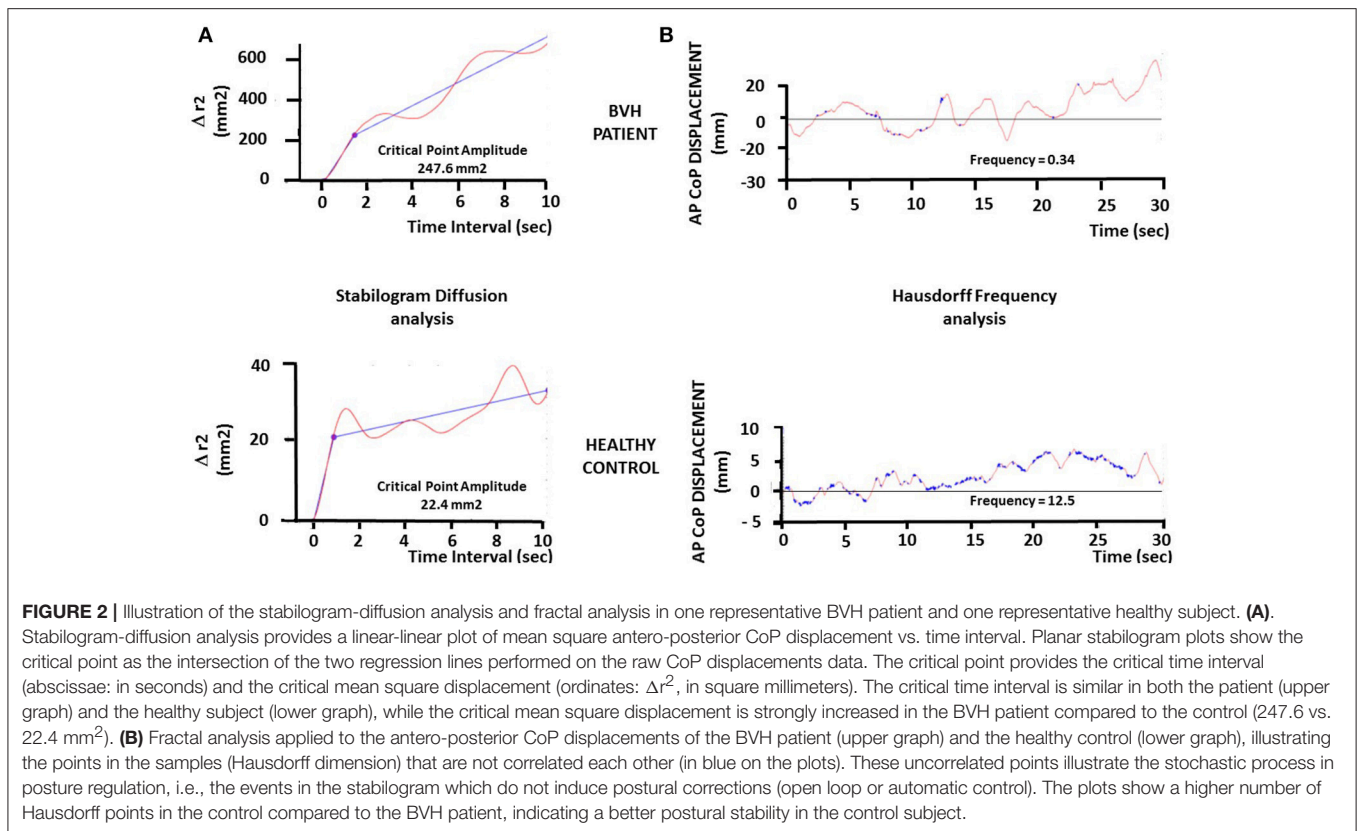 A
600
400
200
0
Δ r2
(mm2)
Critical Point Amplitude
247.6 mm2
0 2 4 6 8 10
Time Interval (sec)
BVH
PATIENT
B
20
0
-20
-30
AP CoP DISPLACEMENT
(mm)
Frequency = 0.34
0 5 10 15 20 25 30
Time (sec)
Stabilogram Diffusion
analysis
Hausdorff Frequency
analysis
40
20
0
Δ r2
(mm2)
Critical Point Amplitude
22.4 mm2
0 2 4 6 8 10
Time Interval (sec)
HEALTHY
CONTROL
10
5
0
- 5
AP CoP DISPLACEMENT
(mm)
Frequency = 12.5
0 5 10 15 20 25 30
Time (sec)
FIGURE 2 | Illustration of the stabilogram-diffusion analysis and fractal analysis in one representative BVH patient and one representative healthy subject. (A).
Stabilogram-diffusion analysis provides a linear-linear plot of mean square antero-posterior CoP displacement vs. time interval. Planar stabilogram plots show the
critical point as the intersection of the two regression lines performed on the raw CoP displacements data. The critical point provides the critical time interval
(abscissae: in seconds) and the critical mean square displacement (ordinates: Δr², in square millimeters). The critical time interval is similar in both the patient (upper
graph) and the healthy subject (lower graph), while the critical mean square displacement is strongly increased in the BVH patient compared to the control (247.6 vs.
22.4 mm²). (B) Fractal analysis applied to the antero-posterior CoP displacements of the BVH patient (upper graph) and the healthy control (lower graph), illustrating
the points in the samples (Hausdorff dimension) that are not correlated each other (in blue on the plots). These uncorrelated points illustrate the stochastic process in
posture regulation, i.e., the events in the stabilogram which do not induce postural corrections (open loop or automatic control). The plots show a higher number of
Hausdorff points in the control compared to the BVH patient, indicating a better postural stability in the control subject.